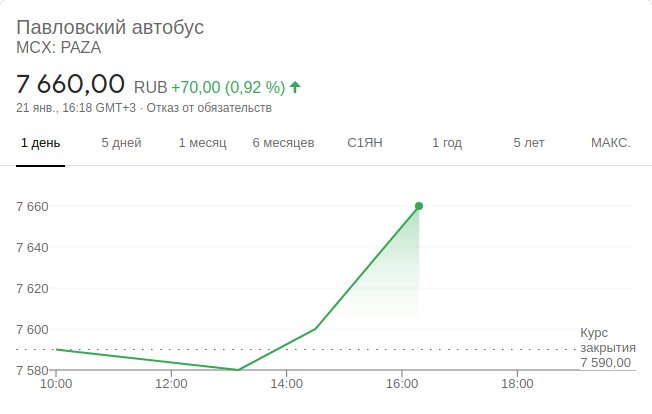 Павловский автобус
MCX: PAZA
7 660,00 RUB +70,00 (0,92 %)
21 янв., 16:18 GMT+3 · Отказ от обязательств
1 день 5 дней 1 месяц 6 месяцев С1ЯН 1 год 5 лет МАКС.
7 660
7 640
7 620
7 600
Курс
закрытия
7 590,00
7 580
10:00 12:00 14:00 16:00 18:00